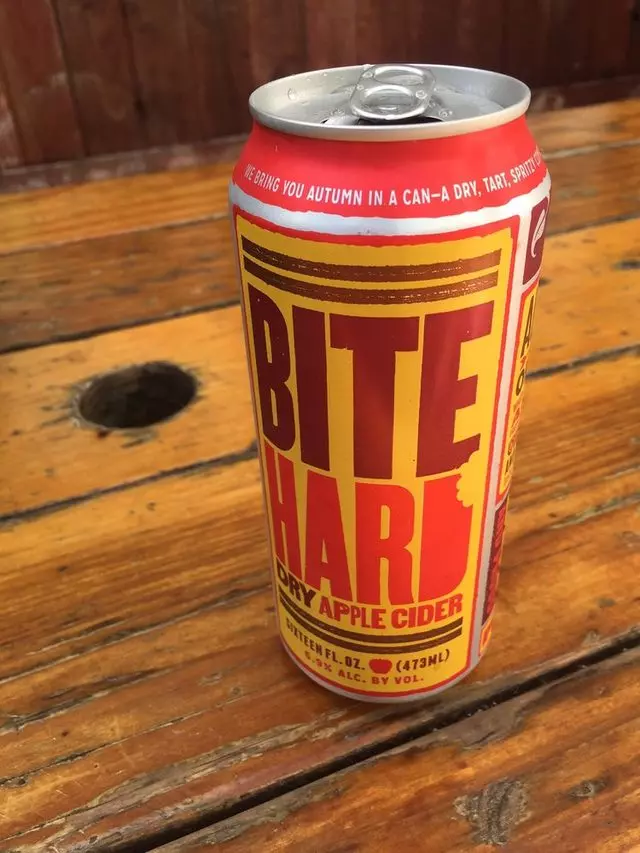 WE BRING YOU AUTUMN IN A CAN—A DRY, TART, SPRITZY
BITE
HARD
DRY APPLE CIDER
SIXTEEN FL. OZ. (473ML)
6.9% ALC. BY VOL.